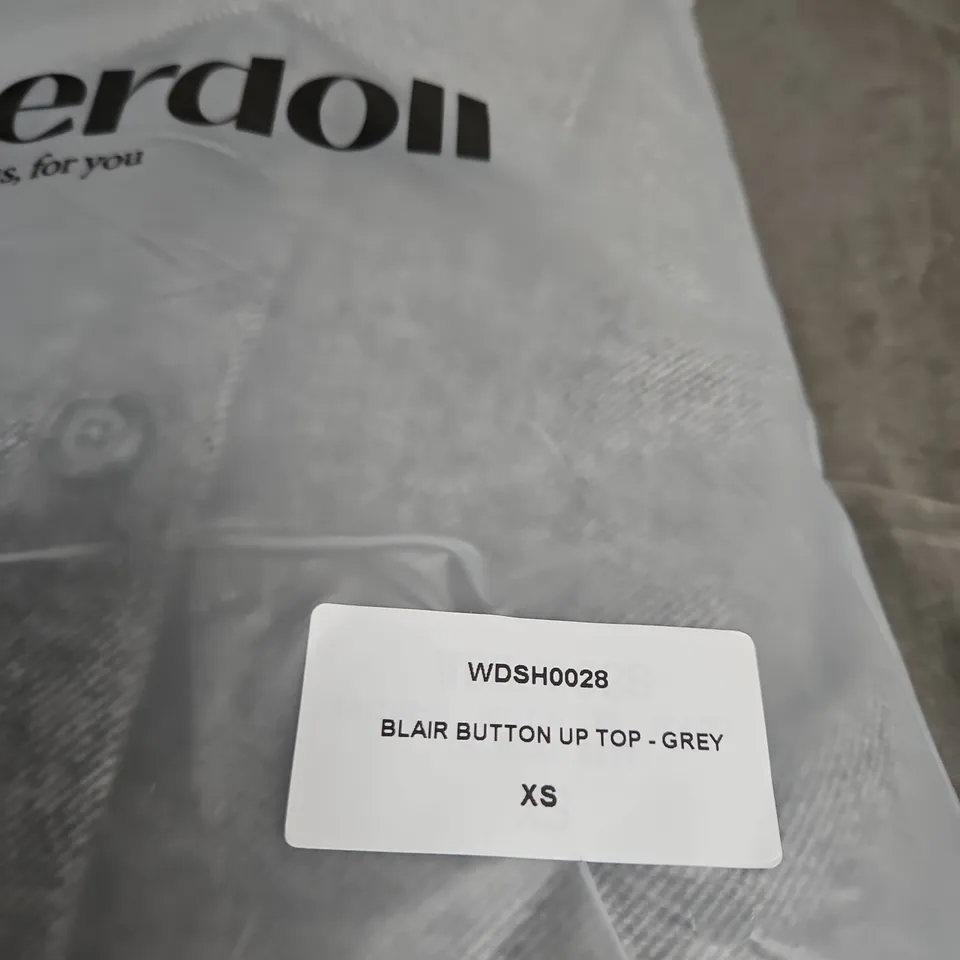 erdoll
s, for you
WDSH0028
BLAIR BUTTON UP TOP - GREY
XS